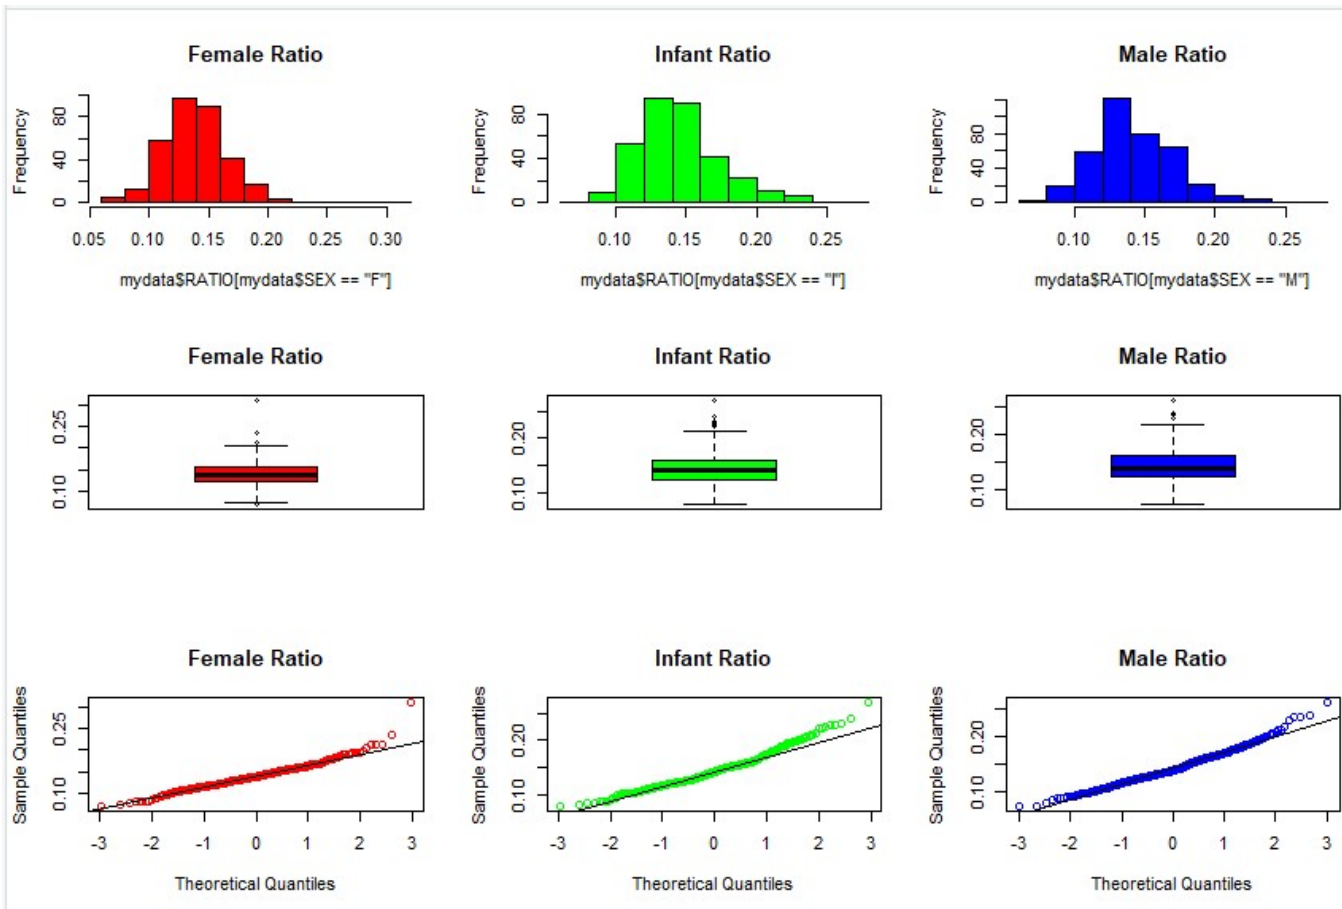 Female Ratio
Infant Ratio
Male Ratio
Frequency
0 40 80
0.05 0.10 0.15 0.20 0.25 0.30
mydata$RATIO[mydata$SEX == "F"]
Frequency
0 40 80
0.10 0.15 0.20 0.25
mydata$RATIO[mydata$SEX == "I"]
Frequency
0 40 80
0.10 0.15 0.20 0.25
mydata$RATIO[mydata$SEX == "M"]
Female Ratio
Infant Ratio
Male Ratio
0.10 0.25
0.10 0.20
0.10 0.20
Female Ratio
Infant Ratio
Male Ratio
Sample Quantiles
0.10 0.25
-3 -2 -1 0 1 2 3
Theoretical Quantiles
Sample Quantiles
0.10 0.20
-3 -2 -1 0 1 2 3
Theoretical Quantiles
Sample Quantiles
0.10 0.20
-3 -2 -1 0 1 2 3
Theoretical Quantiles